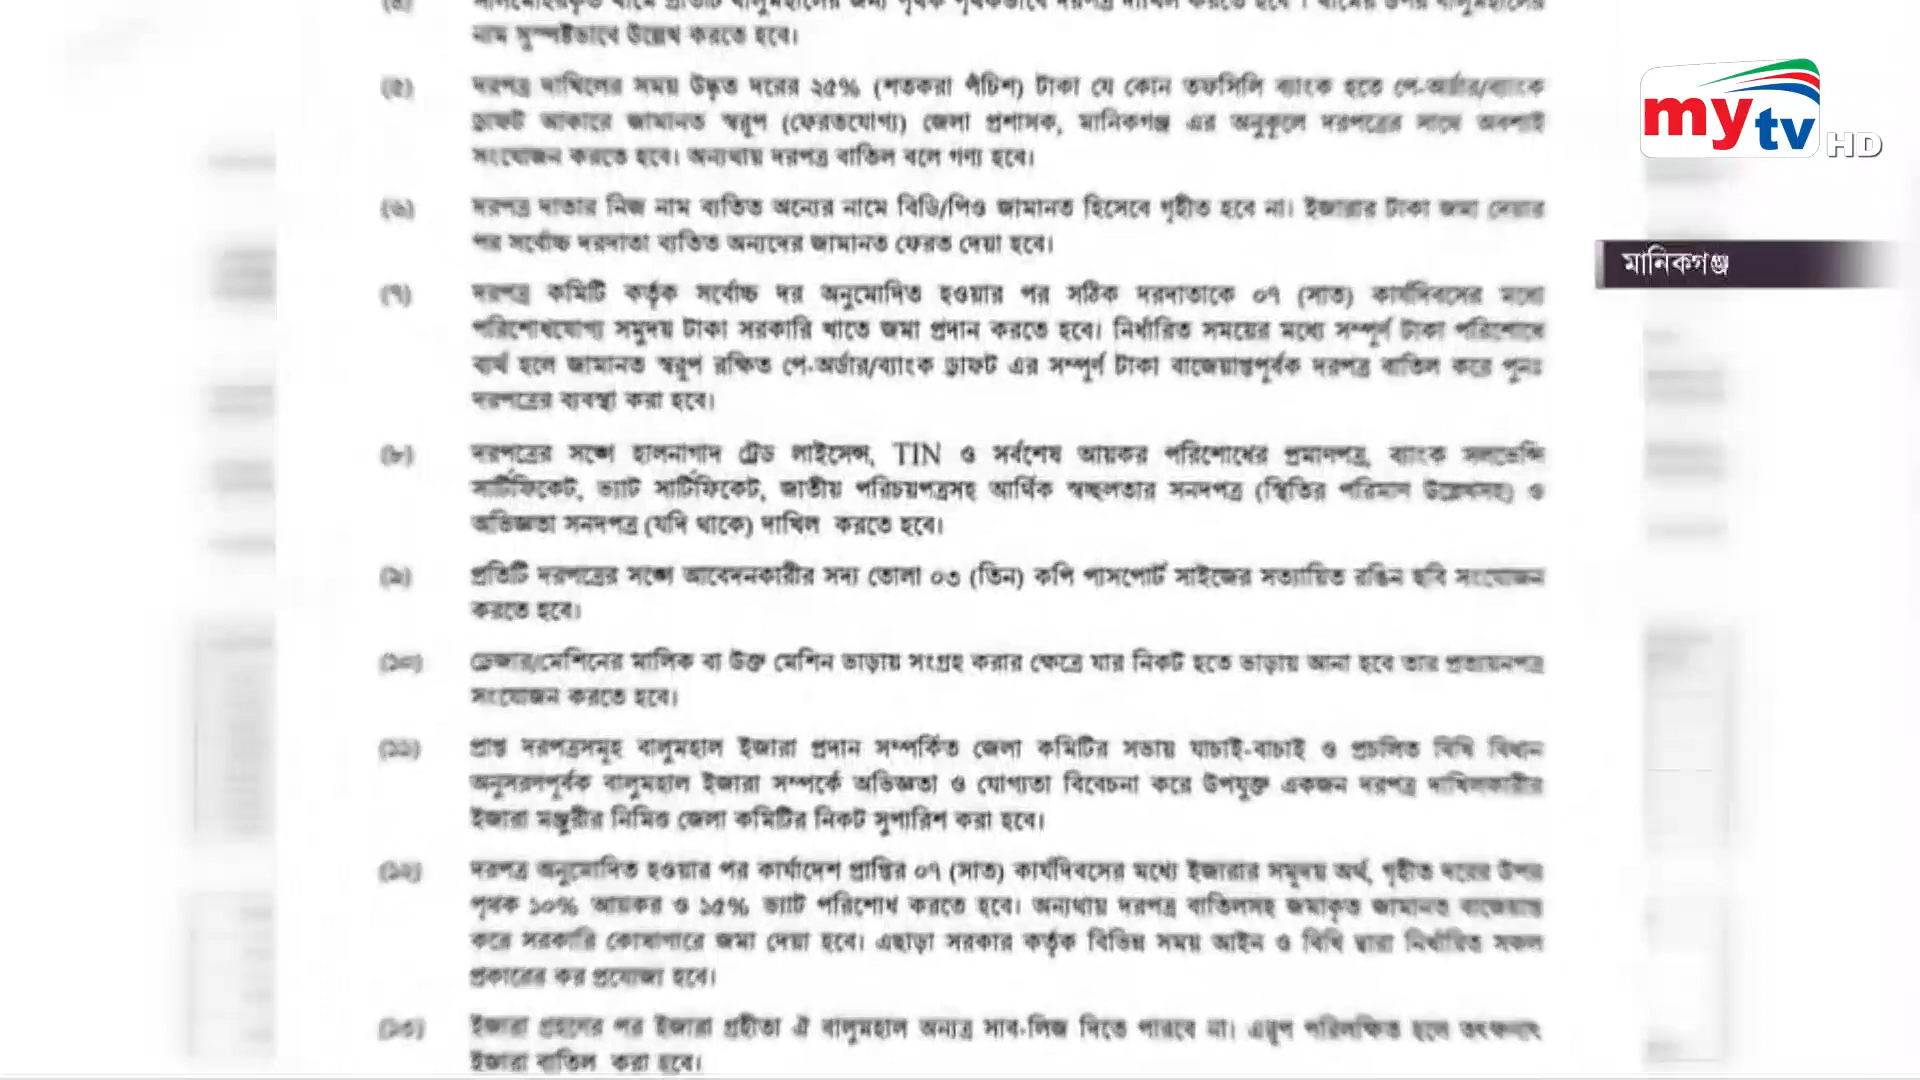 নাম সুস্পষ্টভাবে উল্লেখ করতে হবে।
(৫) দরপত্র দাখিলের সময় উদ্ধৃত দরের ২৫% (শতকরা পঁচিশ) টাকা যে কোন তফসিলি ব্যাংক হতে পে-অর্ডার/ব্যাংক
ড্রাফট আকারে জামানত স্বরূপ (ফেরতযোগ্য) জেলা প্রশাসক, মানিকগঞ্জ এর অনুকূলে দরপত্রের সাথে অবশ্যই
সংযোজন করতে হবে। অন্যথায় দরপত্র বাতিল বলে গণ্য হবে।
(৬) দরপত্র দাতার নিজ নাম ব্যতিত অন্যের নামে বিডি/পিও জামানত হিসেবে গৃহীত হবে না। ইজারার টাকা জমা দেয়ার
পর সর্বোচ্চ দরদাতা ব্যতিত অন্যদের জামানত ফেরত দেয়া হবে।
(৭) দরপত্র কমিটি কর্তৃক সর্বোচ্চ দর অনুমোদিত হওয়ার পর সঠিক দরদাতাকে ০৭ (সাত) কার্যদিবসের মধ্যে
পরিশোধযোগ্য সমুদয় টাকা সরকারি খাতে জমা প্রদান করতে হবে। নির্ধারিত সময়ের মধ্যে সম্পূর্ণ টাকা পরিশোধে
ব্যর্থ হলে জামানত স্বরূপ রক্ষিত পে-অর্ডার/ব্যাংক ড্রাফট এর সম্পূর্ণ টাকা বাজেয়াপ্তপূর্বক দরপত্র বাতিল করে পুনঃ
দরপত্রের ব্যবস্থা করা হবে।
(৮) দরপত্রের সঙ্গে হালনাগাদ ট্রেড লাইসেন্স, TIN ও সর্বশেষ আয়কর পরিশোধের প্রমাণপত্র, ব্যাংক সলভেন্সি
সার্টিফিকেট, ভ্যাট সার্টিফিকেট, জাতীয় পরিচয়পত্রসহ আর্থিক স্বচ্ছলতার সনদপত্র (স্থিতির পরিমাণ উল্লেখসহ) ও
অভিজ্ঞতা সনদপত্র (যদি থাকে) দাখিল করতে হবে।
(৯) প্রতিটি দরপত্রের সঙ্গে আবেদনকারীর সদ্য তোলা ০৩ (তিন) কপি পাসপোর্ট সাইজের সত্যায়িত রঙিন ছবি সংযোজন
করতে হবে।
(১০) ড্রেজার/মেশিনের মালিক বা উক্ত মেশিন ভাড়ায় সংগ্রহ করার ক্ষেত্রে যার নিকট হতে ভাড়ায় আনা হবে তার প্রত্যয়নপত্র
সংযোজন করতে হবে।
(১১) প্রাপ্ত দরপত্রসমূহ বালুমহাল ইজারা প্রদান সম্পর্কিত জেলা কমিটির সভায় যাচাই-বাচাই ও প্রচলিত বিধি বিধান
অনুসরণপূর্বক বালুমহাল ইজারা সম্পর্কে অভিজ্ঞতা ও যোগ্যতা বিবেচনা করে উপযুক্ত একজন দরপত্র দাখিলকারীর
ইজারা মঞ্জুরীর নিমিত্ত জেলা কমিটির নিকট সুপারিশ করা হবে।
(১২) দরপত্র অনুমোদিত হওয়ার পর কার্যাদেশ প্রাপ্তির ০৭ (সাত) কার্যদিবসের মধ্যে ইজারার সমুদয় অর্থ, গৃহীত দরের উপর
পৃথক ১০% আয়কর ও ১৫% ভ্যাট পরিশোধ করতে হবে। অন্যথায় দরপত্র বাতিলসহ জমাকৃত জামানত বাজেয়াপ্ত
করে সরকারি কোষাগারে জমা দেয়া হবে। এছাড়া সরকার কর্তৃক বিভিন্ন সময় আইন ও বিধি দ্বারা নির্ধারিত সকল
প্রকারের কর প্রযোজ্য হবে।
(১৩) ইজারা গ্রহনের পর ইজারা গ্রহীতা ঐ বালুমহাল অন্যত্র সাব-লিজ দিতে পারবে না। এরূপ পরিলক্ষিত হলে তৎক্ষনাৎ
ইজারা বাতিল করা হবে।
mytv HD
মানিকগঞ্জ